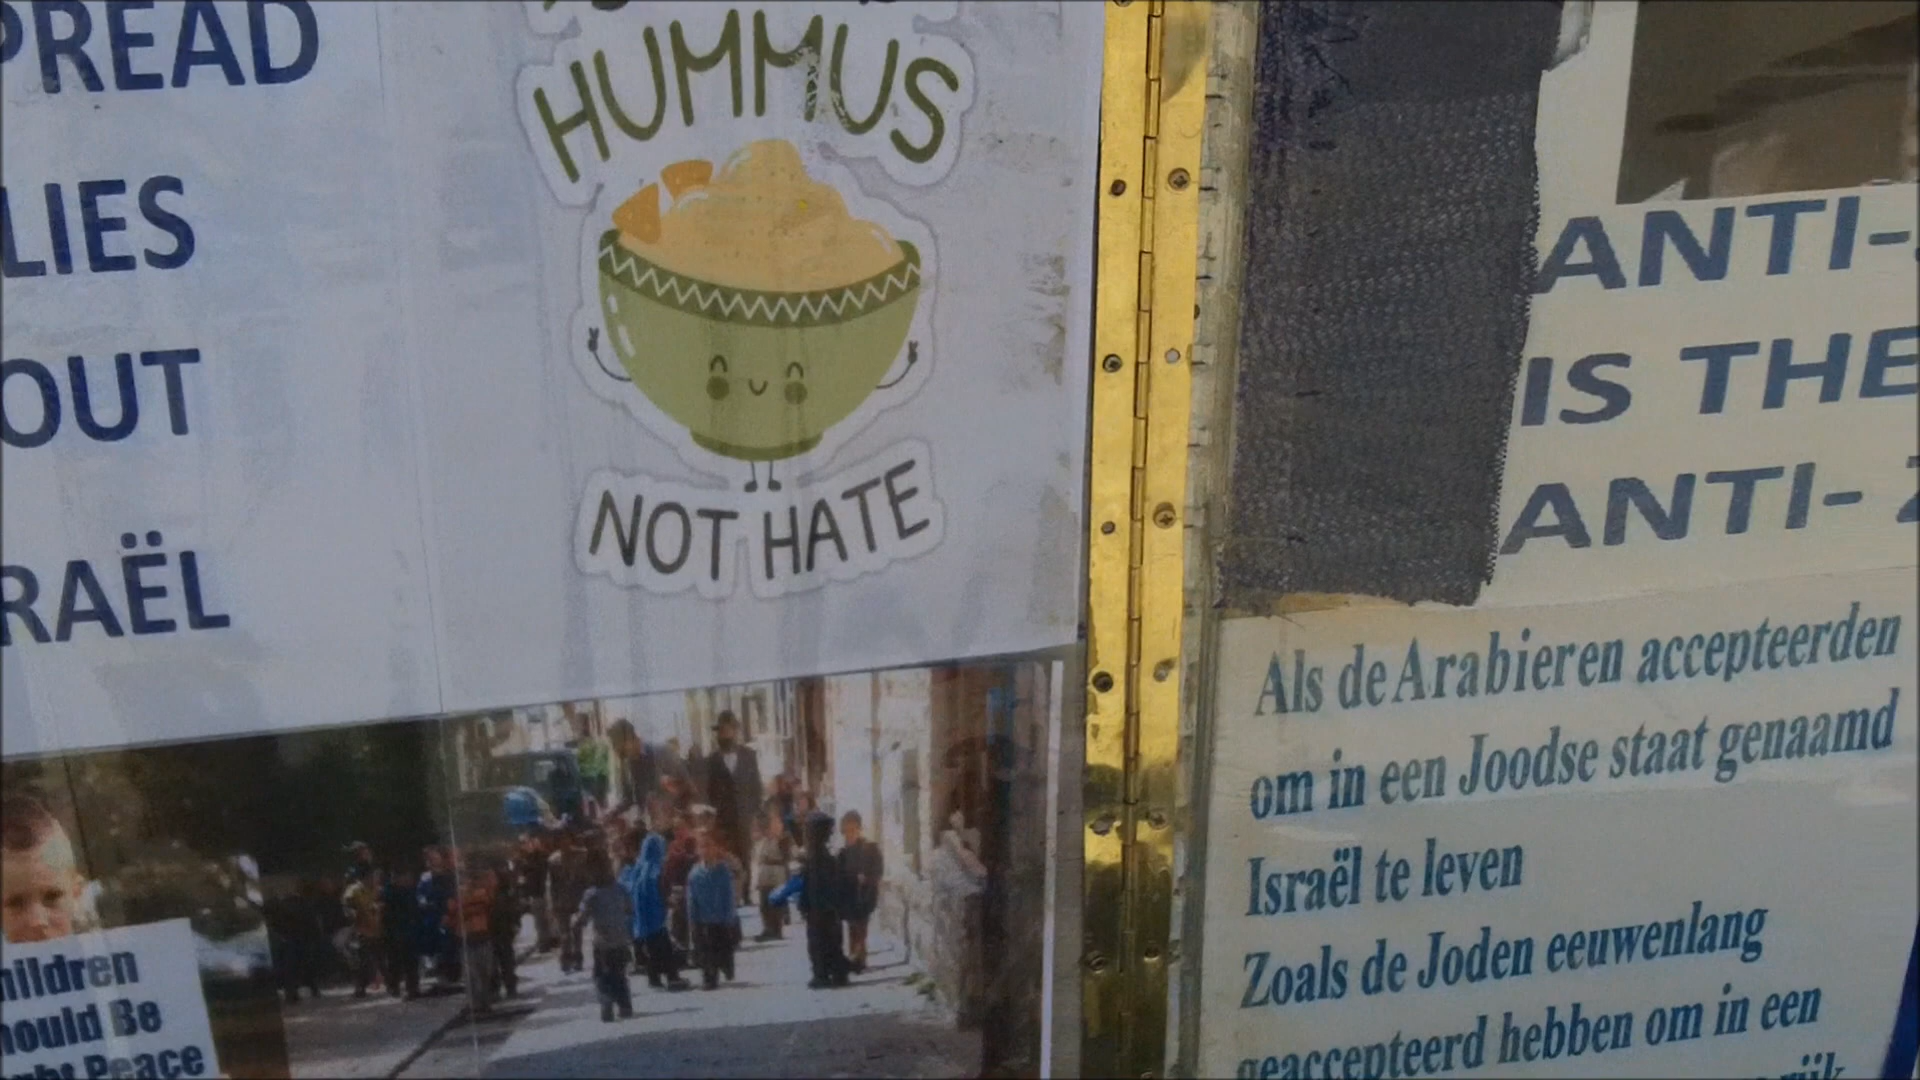 PREAD
LIES
OUT
RAËL
HUMMUS
NOT HATE
hildren
hould Be
Peace
ANTI-
IS THE
ANTI-
Als de Arabieren accepteerden
om in een Joodse staat genaamd
Israël te leven
Zoals de Joden eeuwenlang
geaccepteerd hebben om in een